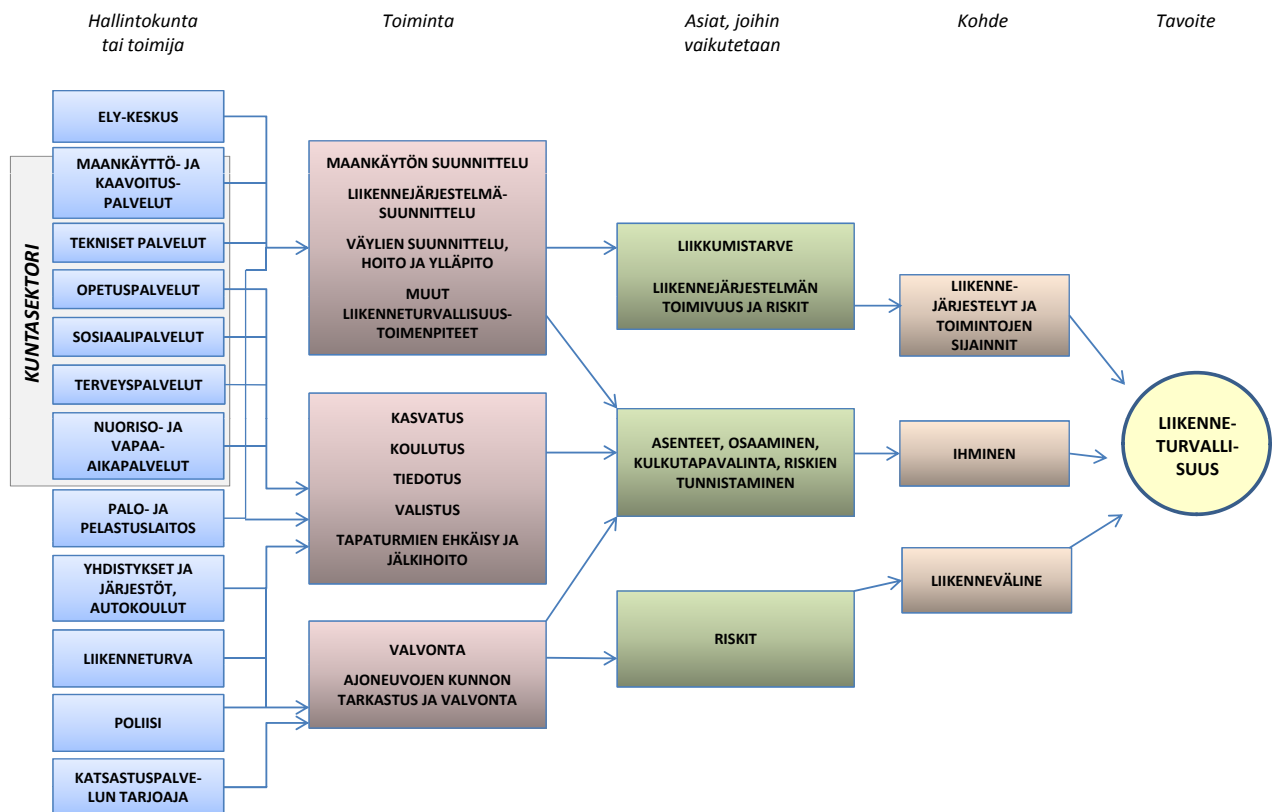 Hallintokunta
tai toimija
Toiminta
Asiat, joihin
vaikutetaan
Kohde
Tavoite
KUNTASEKTORI
ELY-KESKUS
MAANKÄYTTÖ- JA
KAAVOITUS-
PALVELUT
TEKNISET PALVELUT
OPETUSPALVELUT
SOSIAALIPALVELUT
TERVEYSPALVELUT
NUORISO- JA
VAPAA-
AIKAPALVELUT
PALO- JA
PELASTUSLAITOS
YHDISTYKSET JA
JÄRJESTÖT,
AUTOKOULUT
LIIKENNETURVA
POLIISI
KATSASTUSPALVE-
LUN TARJOAJA
MAANKÄYTÖN SUUNNITTELU
LIIKENNEJÄRJESTELMÄ-
SUUNNITTELU
VÄYLIEN SUUNNITTELU,
HOITO JA YLLÄPITO
MUUT
LIIKENNETURVALLISUUS-
TOIMENPITEET
KASVATUS
KOULUTUS
TIEDOTUS
VALISTUS
TAPATURMIEN EHKÄISY JA
JÄLKIHOITO
VALVONTA
AJONEUVOJEN KUNNON
TARKASTUS JA VALVONTA
LIIKKUMISTARVE
LIIKENNEJÄRJESTELMÄN
TOIMIVUUS JA RISKIT
ASENTEET, OSAAMINEN,
KULKUTAPAVALINTA, RISKIEN
TUNNISTAMINEN
RISKIT
LIIKENNE-
JÄRJESTELYT JA
TOIMINTOJEN
SIJAINNIT
IHMINEN
LIIKENNEVÄLINE
LIIKENNE-
TURVALLI-
SUUS